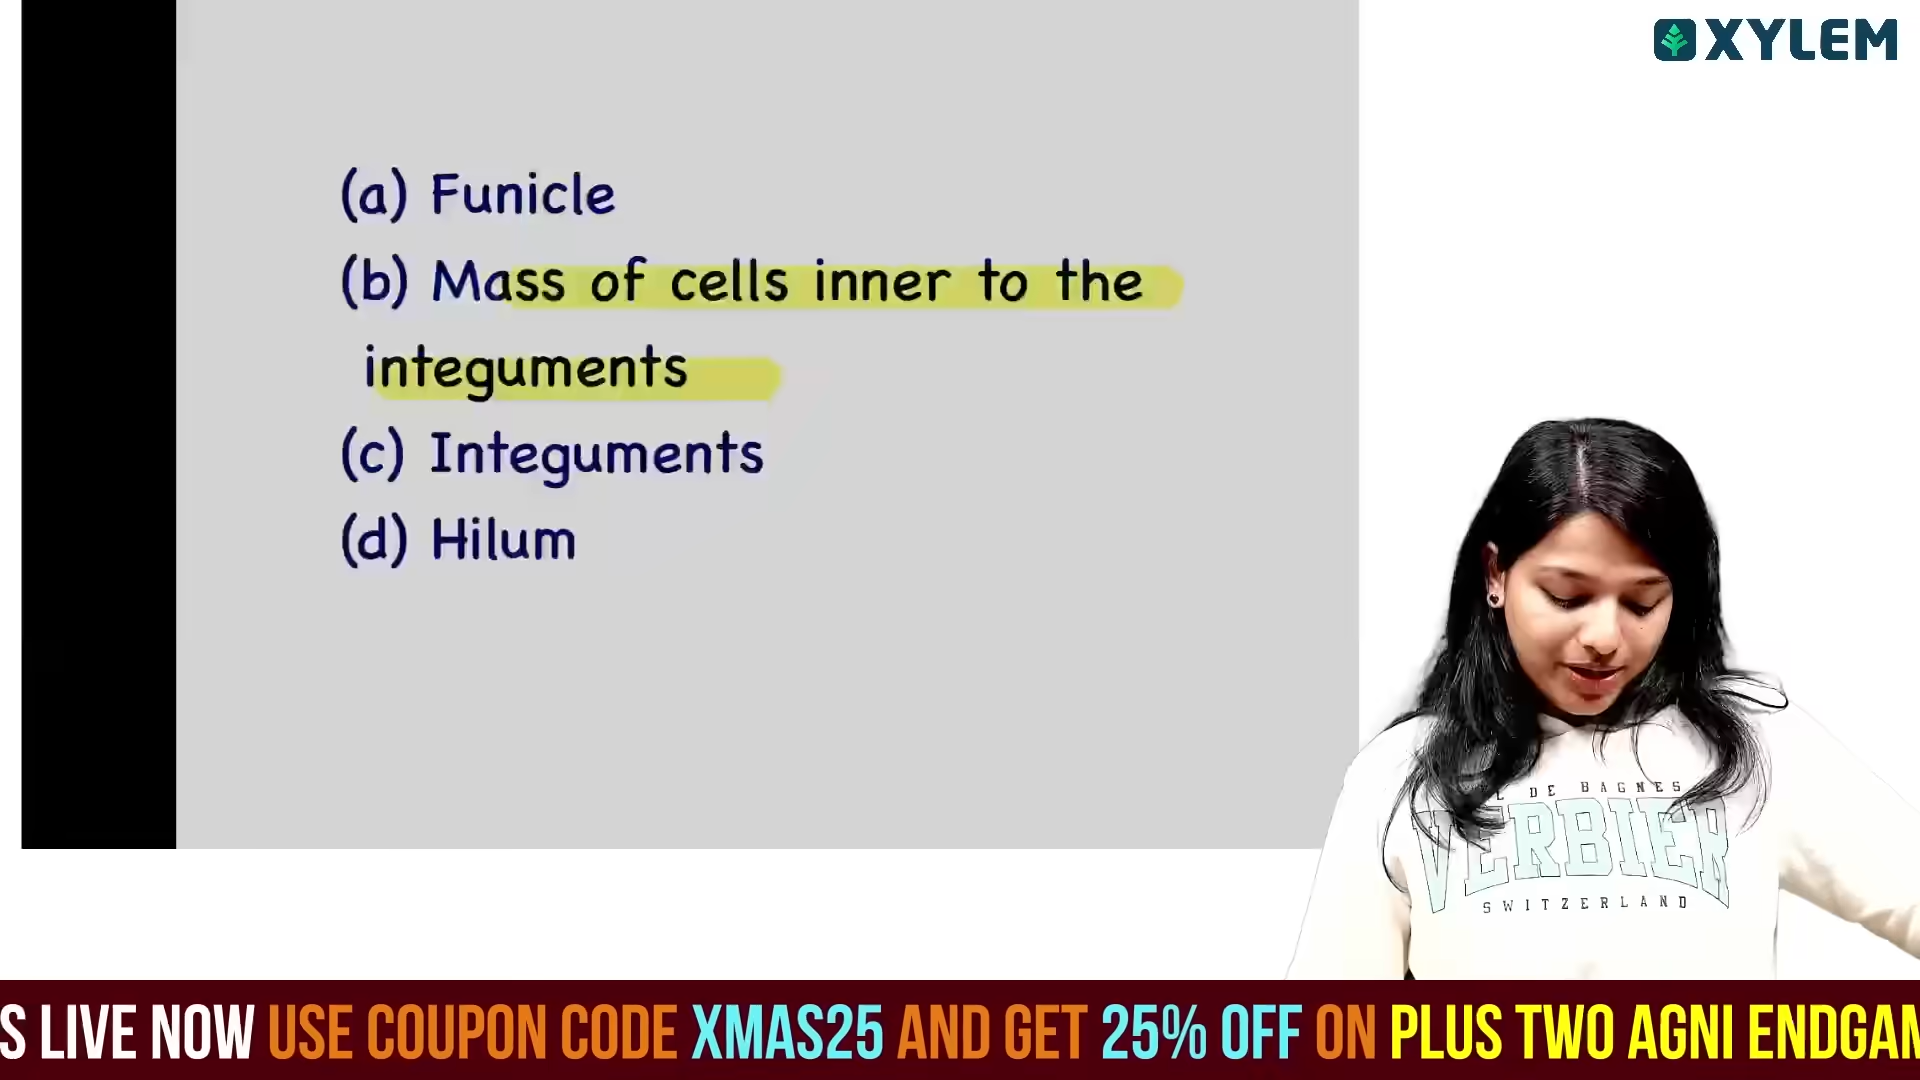 XYLEM
(a) Funicle
(b) Mass of cells inner to the
integuments
(c) Integuments
(d) Hilum
DE BAGNES
VERBIER
SWITZERLAND
S LIVE NOW USE COUPON CODE XMAS25 AND GET 25% OFF ON PLUS TWO AGNI ENDGAM